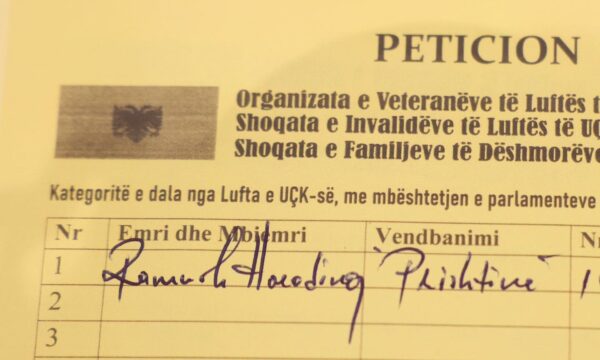 PETICION
Organizata e Veteranëve të Luftës
Shoqata e Invalidëve të Luftës të
Shoqata e Familjeve të Dëshmorëve
Kategoritë e dala nga Lufta e UÇK-së, me mbështetjen e parlamenteve
Nr Emri dhe Mbiemri Vendbanimi
1 Ramush Haradinaj "Prishtinë"
2
3